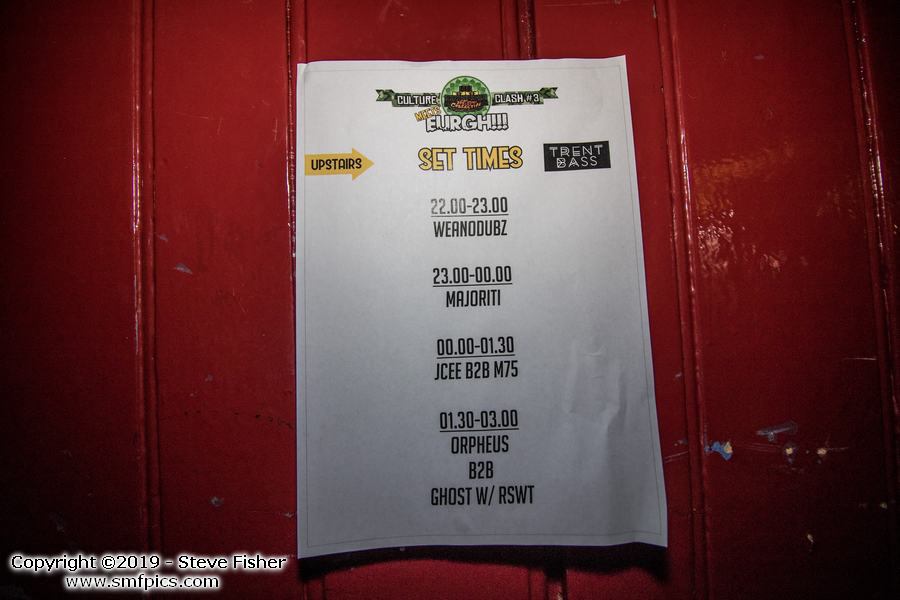 CULTURE CLASH #3
MEETS
EURGH!!!
UPSTAIRS
SET TIMES
TRENT
BASS
22.00-23.00
WEANODUBZ
23.00-00.00
MAJORITI
00.00-01.30
JCEE B2B M75
01.30-03.00
ORPHEUS
B2B
GHOST W/ RSWT
Copyright ©2019 - Steve Fisher
www.smfpics.com